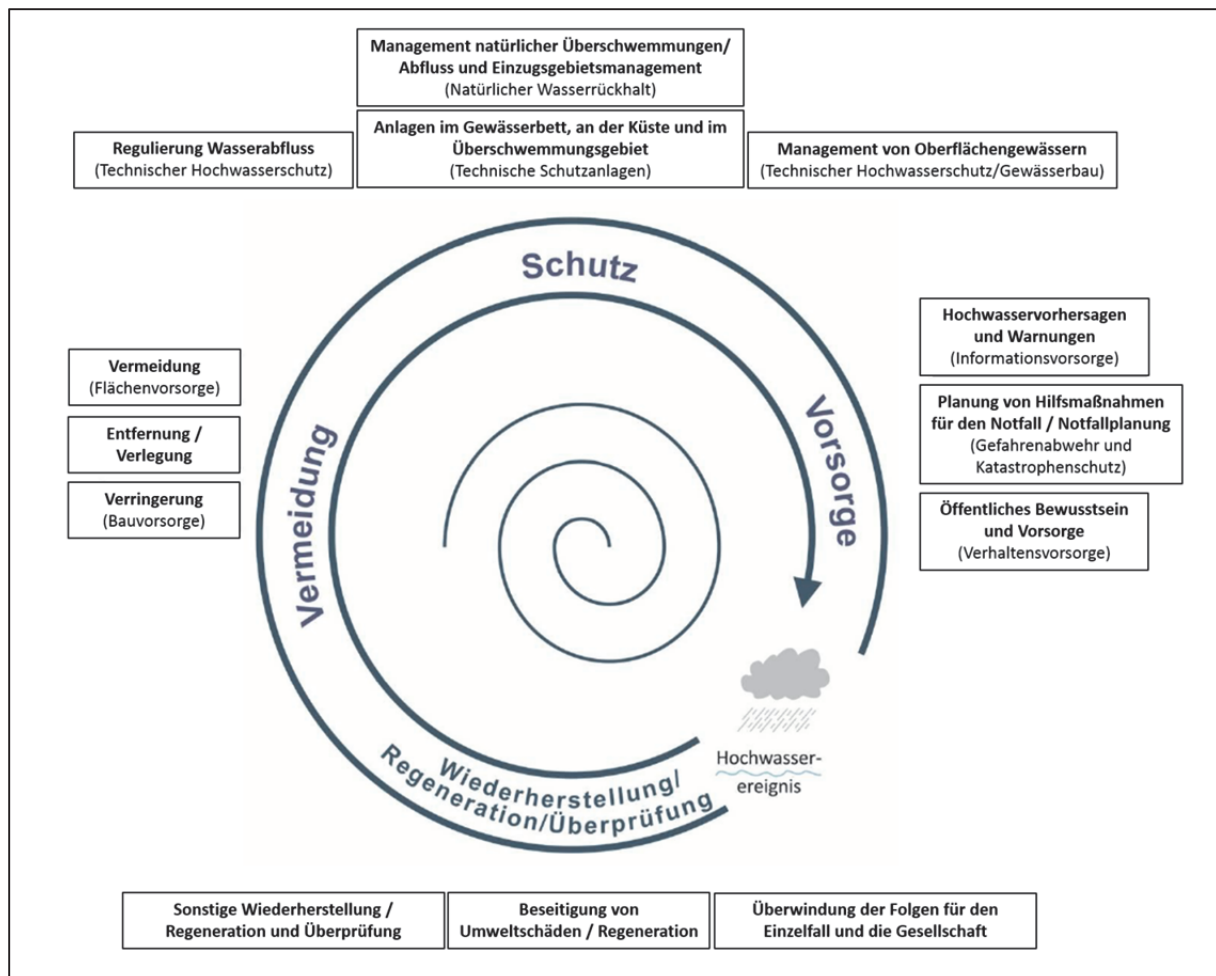 Management natürlicher Überschwemmungen/
Abfluss und Einzugsgebietsmanagement
(Natürlicher Wasserrückhalt)
Regulierung Wasserabfluss
(Technischer Hochwasserschutz)
Anlagen im Gewässerbett, an der Küste und im
Überschwemmungsgebiet
(Technische Schutzanlagen)
Management von Oberflächengewässern
(Technischer Hochwasserschutz/Gewässerbau)
Schutz
Vermeidung
(Flächenvorsorge)
Entfernung /
Verlegung
Verringerung
(Bauvorsorge)
Vermeidung
Vorsorge
Hochwasservorhersagen
und Warnungen
(Informationsvorsorge)
Planung von Hilfsmaßnahmen
für den Notfall / Notfallplanung
(Gefahrenabwehr und
Katastrophenschutz)
Öffentliches Bewusstsein
und Vorsorge
(Verhaltensvorsorge)
Hochwasser-
ereignis
Wiederherstellung/
Regeneration/Überprüfung
Sonstige Wiederherstellung /
Regeneration und Überprüfung
Beseitigung von
Umweltschäden / Regeneration
Überwindung der Folgen für den
Einzelfall und die Gesellschaft